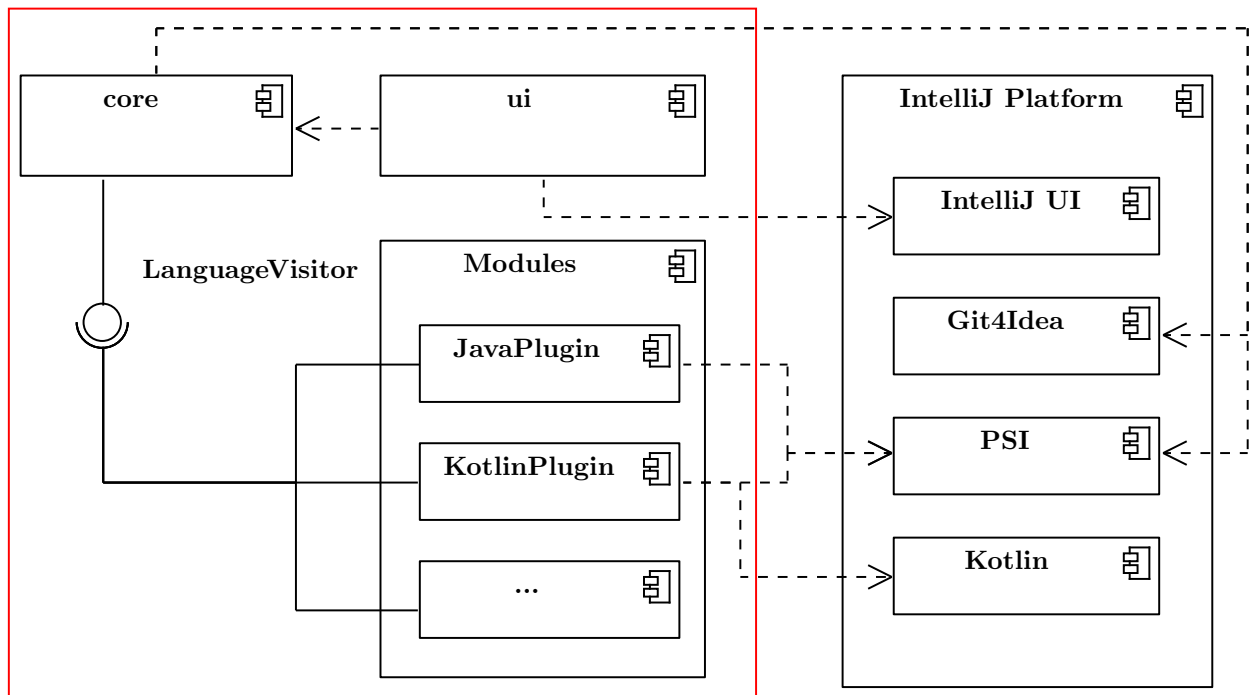 core
ui
IntelliJ Platform
IntelliJ UI
LanguageVisitor
Modules
Git4Idea
JavaPlugin
PSI
KotlinPlugin
Kotlin
...